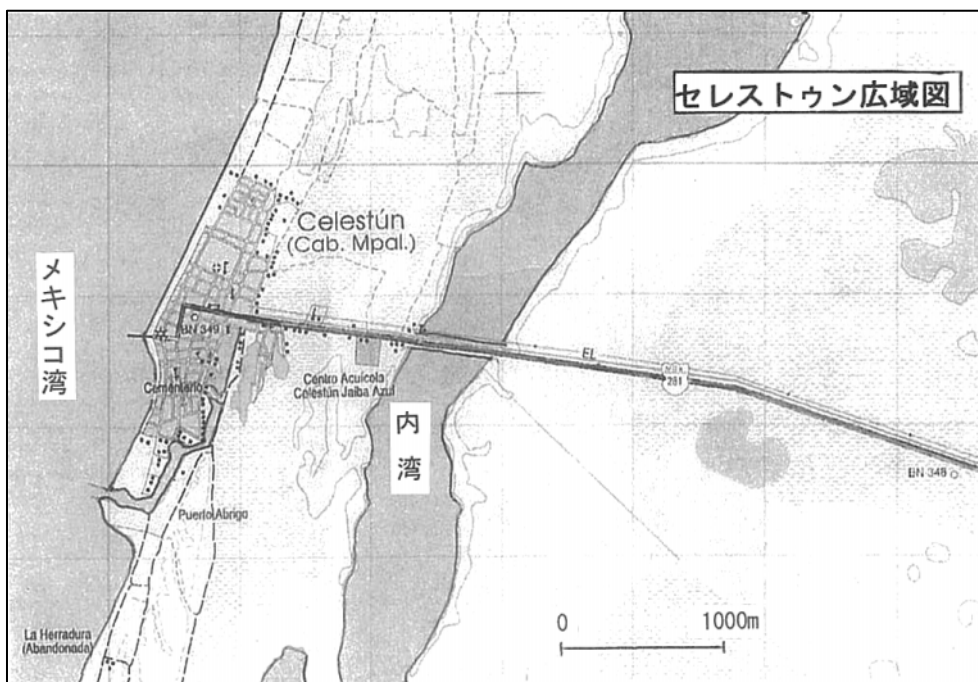 セレストゥン広域図
Celestún
(Cab. Mpal.)
メキシコ湾
BN 349
EL
281
Cementerio
Centro Acuícola
Celestún Jaiba Azul
内湾
BN 348
Puerto Abrigo
0 1000m
La Herradura
(Abandonada)